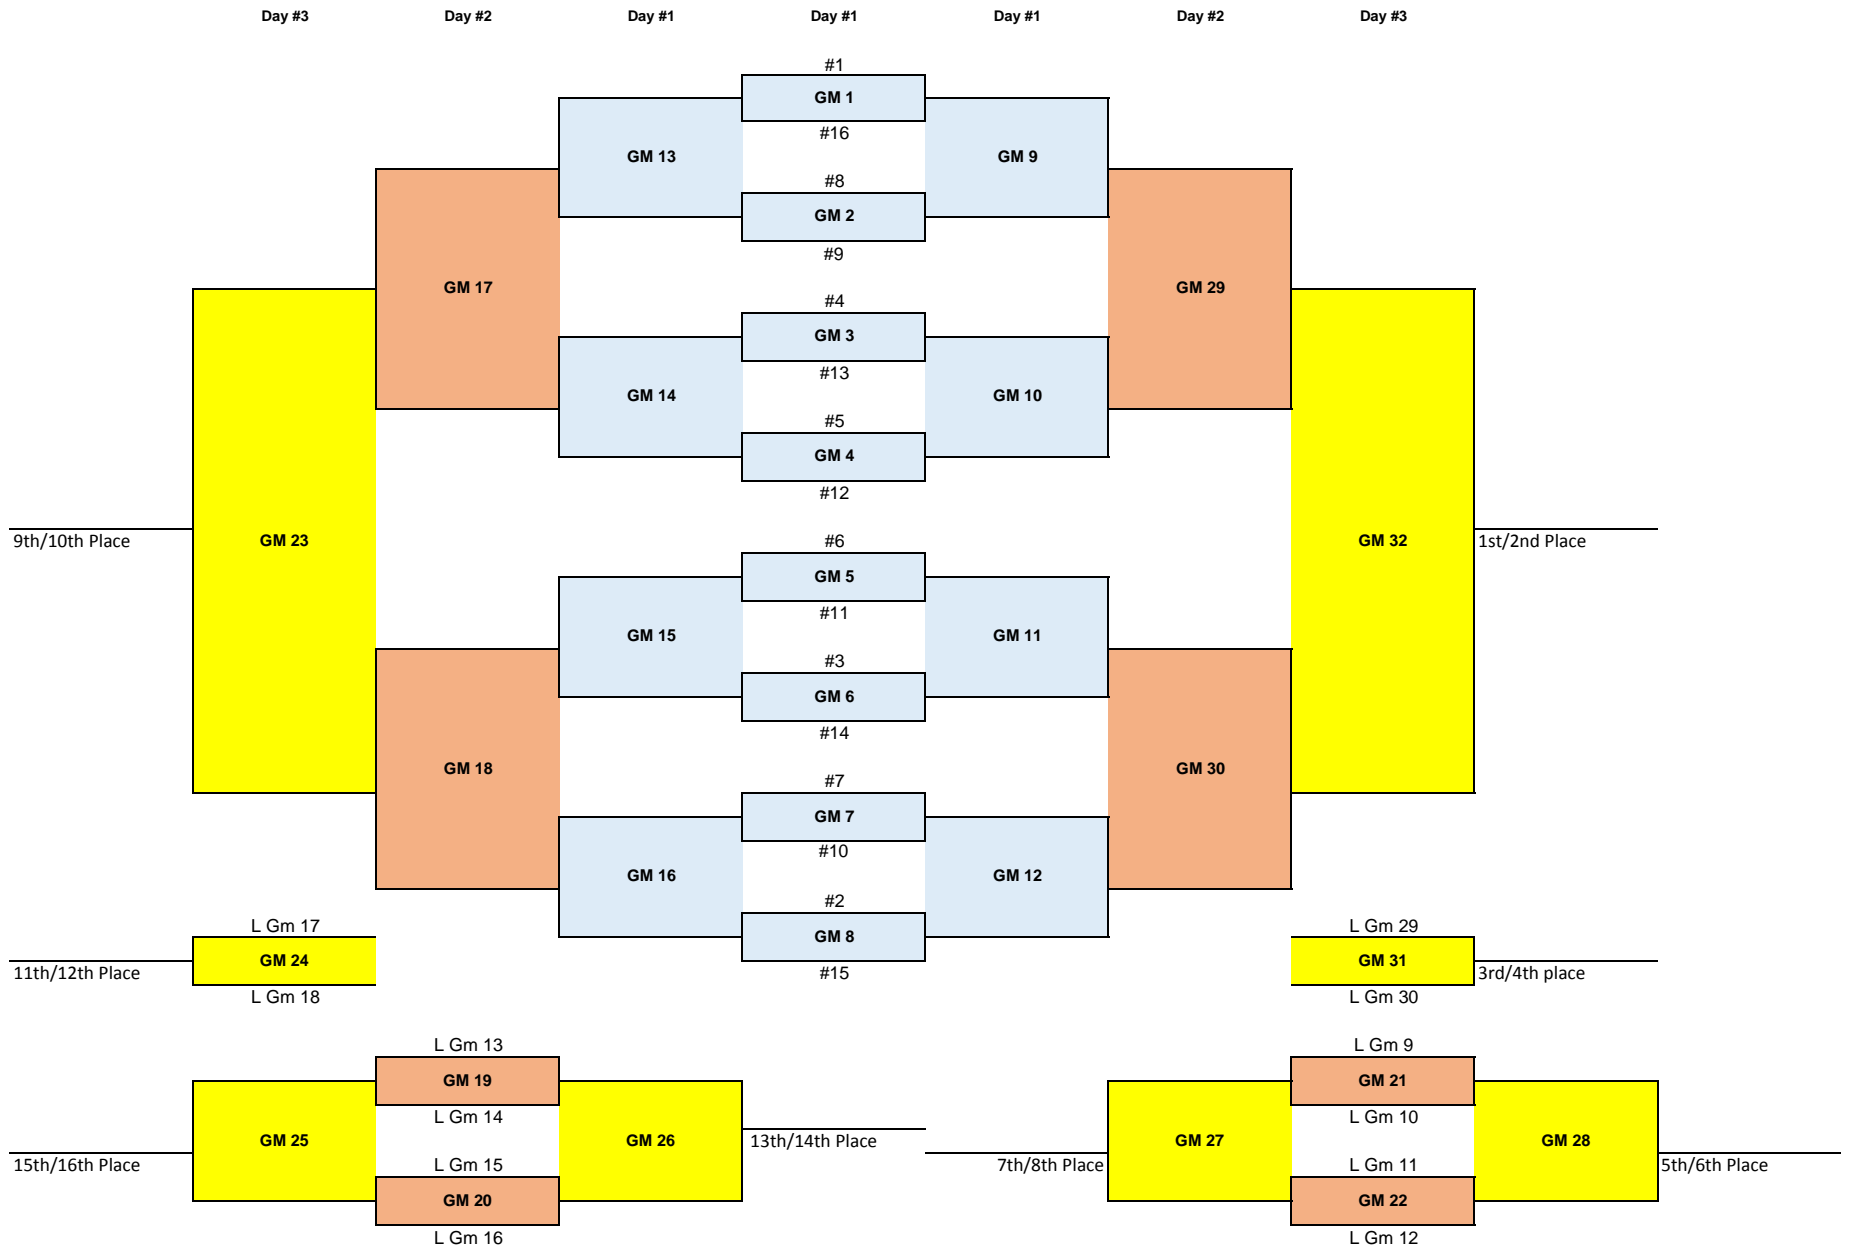 Day #3 Day #2 Day #1 Day #1 Day #1 Day #2 Day #3
#1
GM 1
#16
GM 13 GM 9
#8
GM 2
#9
GM 17 GM 29
#4
GM 3
#13
GM 14 GM 10
#5
GM 4
#12
9th/10th Place GM 23 #6 GM 32 1st/2nd Place
GM 5
#11
GM 15 GM 11
#3
GM 6
#14
GM 18 GM 30
#7
GM 7
#10
GM 16 GM 12
#2
L Gm 17 GM 8 L Gm 29
11th/12th Place GM 24 #15 GM 31 3rd/4th place
L Gm 18 L Gm 30
L Gm 13 L Gm 9
GM 19 GM 21
L Gm 14 L Gm 10
GM 25 GM 26 13th/14th Place GM 27 GM 28
15th/16th Place L Gm 15 7th/8th Place L Gm 11 5th/6th Place
GM 20 GM 22
L Gm 16 L Gm 12